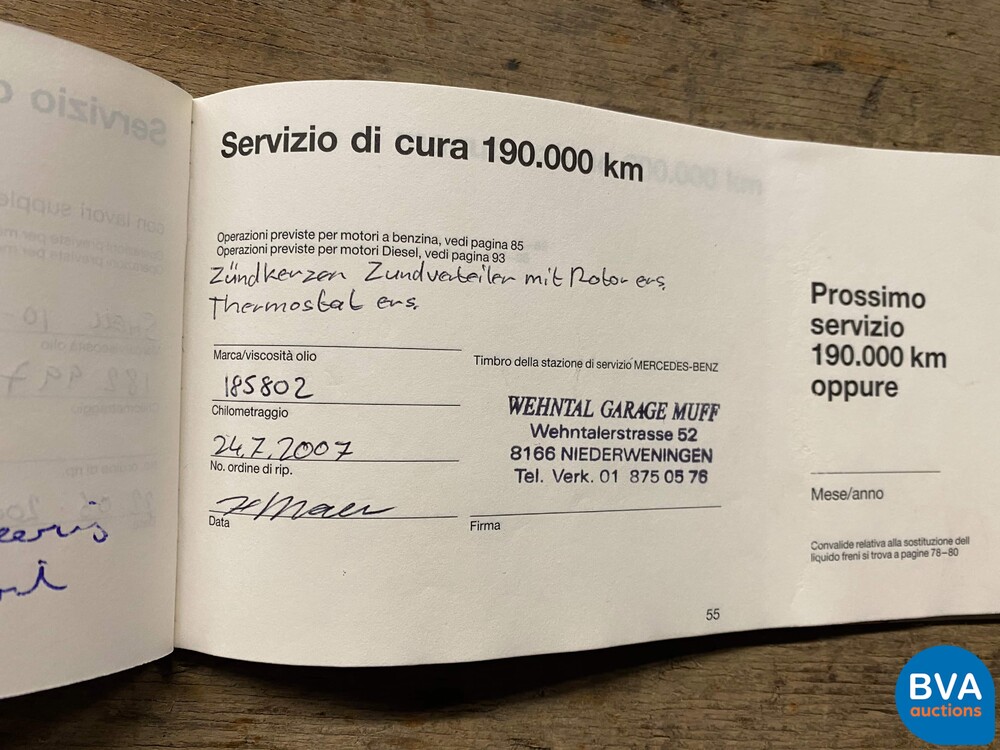 Servizio di cura 190.000 km
Operazioni previste per motori a benzina, vedi pagina 85
Operazioni previste per motori Diesel, vedi pagina 93
Zündkerzen Zundverteiler mit Rotor ers.
Thermostat ers.
Marca/viscosità olio
185802
Chilometraggio
24.7.2007
No. ordine di rip.
Data
Timbro della stazione di servizio MERCEDES-BENZ
WEHNTAL GARAGE MUFF
Wehntalerstrasse 52
8166 NIEDERWENINGEN
Tel. Verk. 01 875 05 76
Firma
55
Prossimo
servizio
190.000 km
oppure
Mese/anno
Convalide relativa alla sostituzione dell
liquido freni si trova a pagine 78–80
BVA
auctions